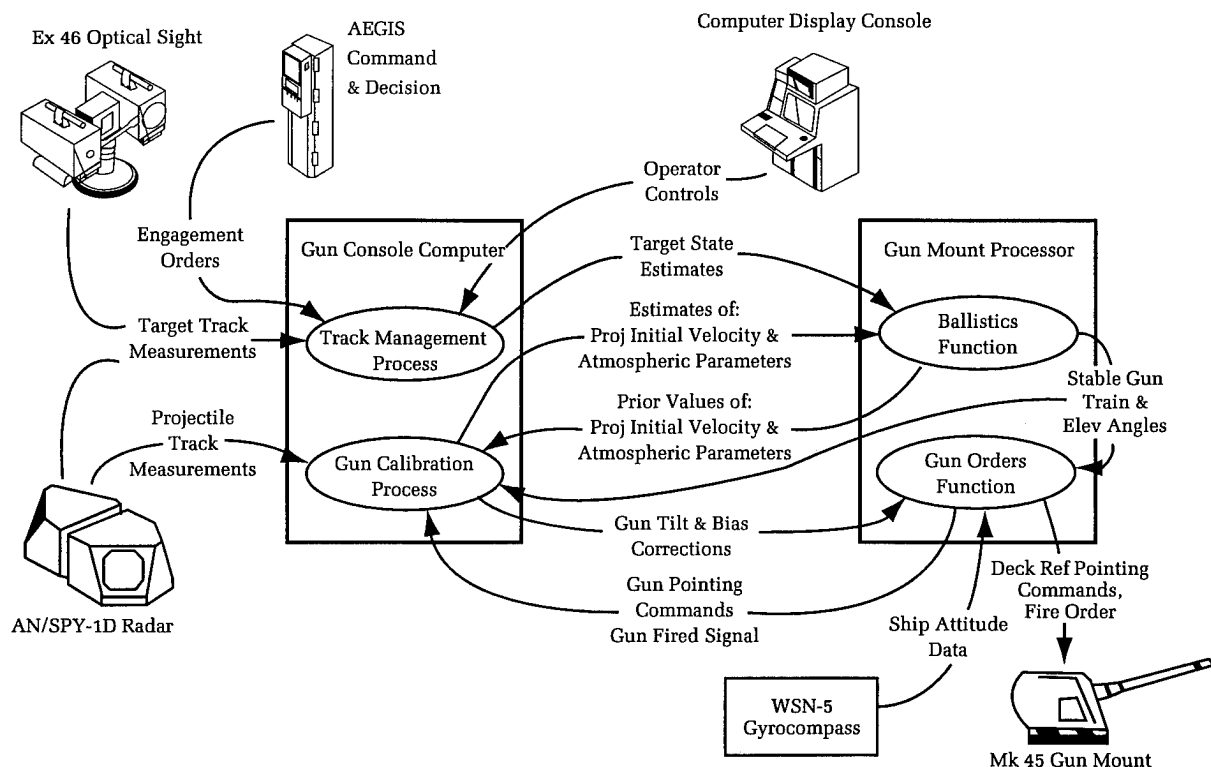 Ex 46 Optical Sight
AEGIS
Command
& Decision
Computer Display Console
Operator
Controls
Engagement
Orders
Gun Console Computer
Target State
Estimates
Gun Mount Processor
Target Track
Measurements
Track Management
Process
Estimates of:
Proj Initial Velocity &
Atmospheric Parameters
Ballistics
Function
Stable Gun
Train &
Elev Angles
Projectile
Track
Measurements
Prior Values of:
Proj Initial Velocity &
Atmospheric Parameters
Gun Calibration
Process
Gun Orders
Function
Gun Tilt & Bias
Corrections
Gun Pointing
Commands
Gun Fired Signal
Deck Ref Pointing
Commands,
Fire Order
Ship Attitude
Data
AN/SPY-1D Radar
WSN-5
Gyrocompass
Mk 45 Gun Mount